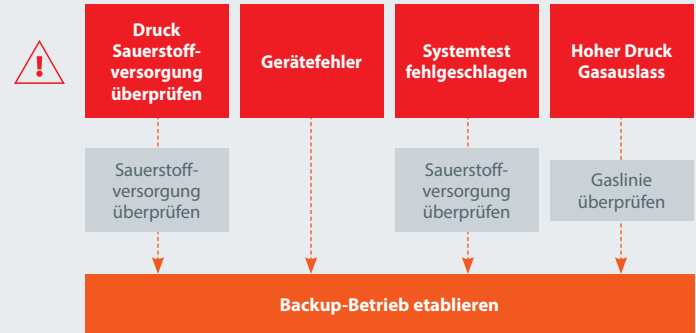 !
Druck
Sauerstoff-
versorgung
überprüfen
Gerätefehler
Systemtest
fehlgeschlagen
Hoher Druck
Gasauslass
Sauerstoff-
versorgung
überprüfen
Sauerstoff-
versorgung
überprüfen
Gaslinie
überprüfen
Backup-Betrieb etablieren